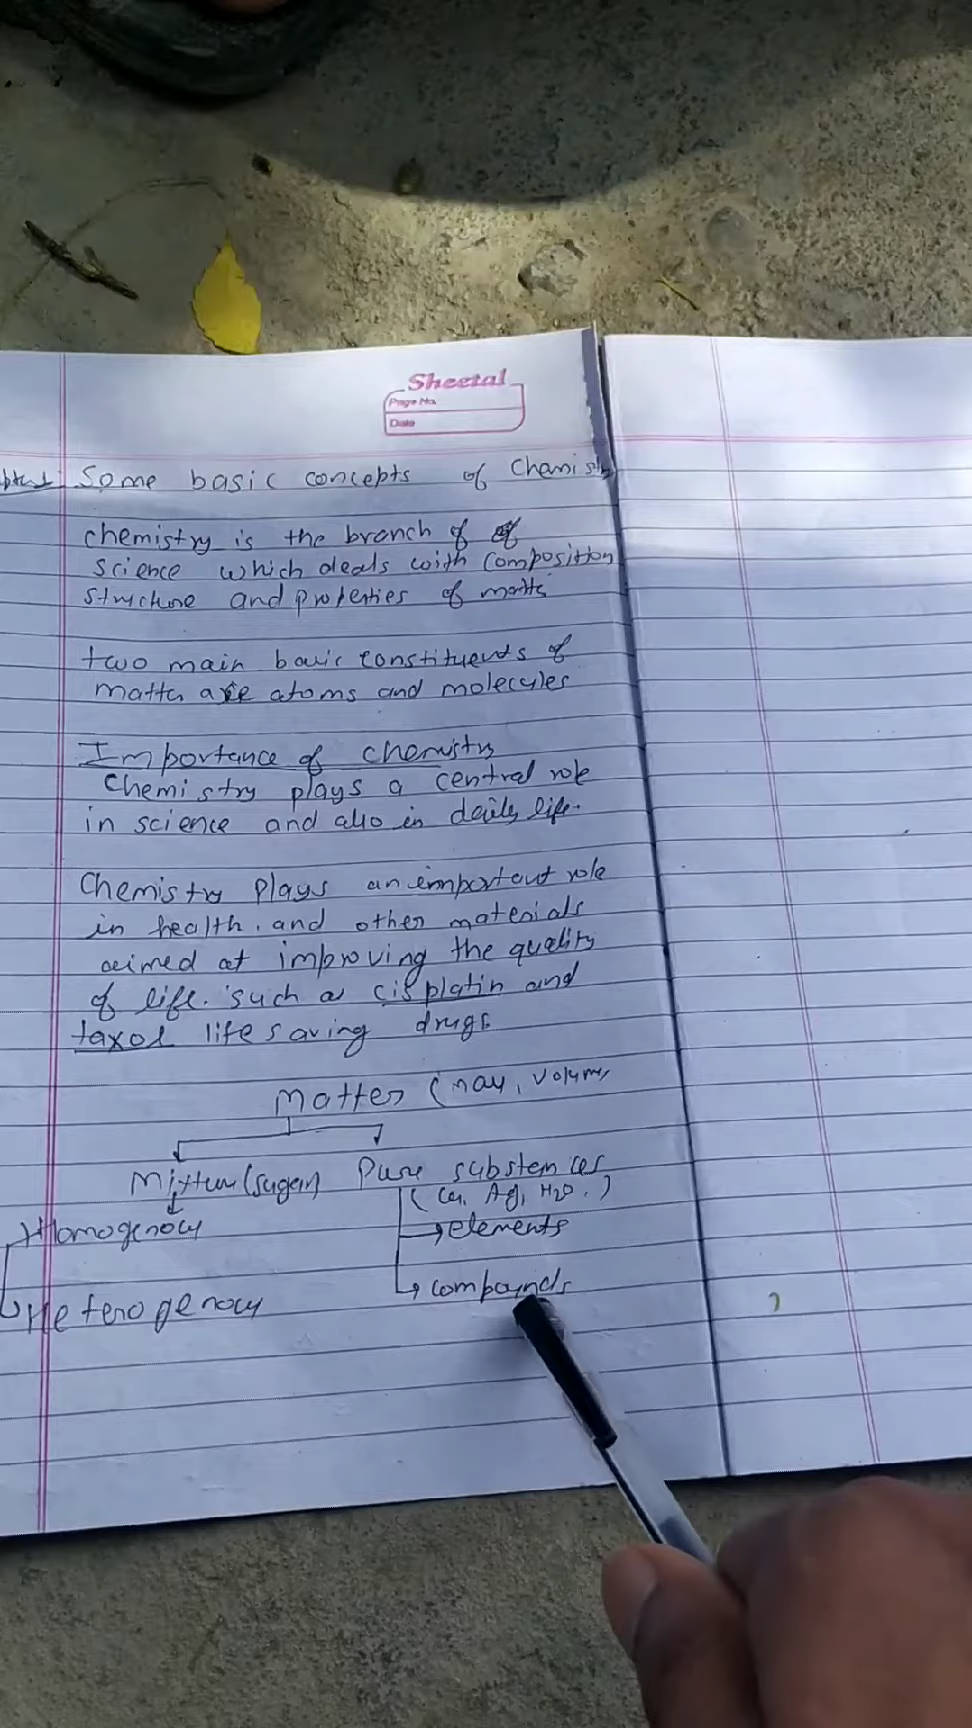 Sheetal
Page No.
Date
Some basic concepts of Chemistry
chemistry is the branch of of
science which deals with composition
structure and properties of matter
two main basic constituents of
matter are atoms and molecules
Importance of chemistry
Chemistry plays a central role
in science and also in daily life.
Chemistry plays an important role
in health. and other materials
aimed at improving the quality
of life. such as cisplatin and
taxol life saving drugs
Matter (mass, volume)
Mixture (sugar) Pure substances
(Cu, Ag, H2O.)
Homogenous elements
compounds
Heterogenous